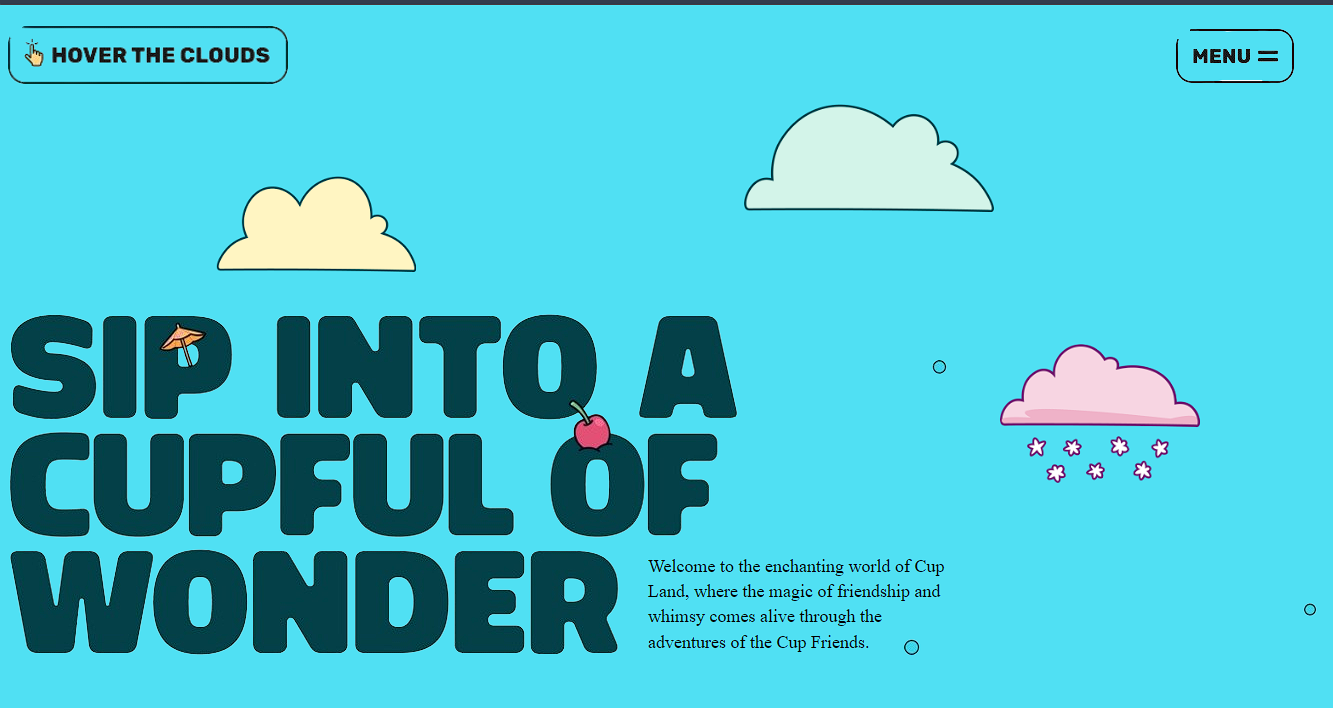 HOVER THE CLOUDS
MENU
SIP INTO A
CUPFUL OF
WONDER
Welcome to the enchanting world of Cup
Land, where the magic of friendship and
whimsy comes alive through the
adventures of the Cup Friends.